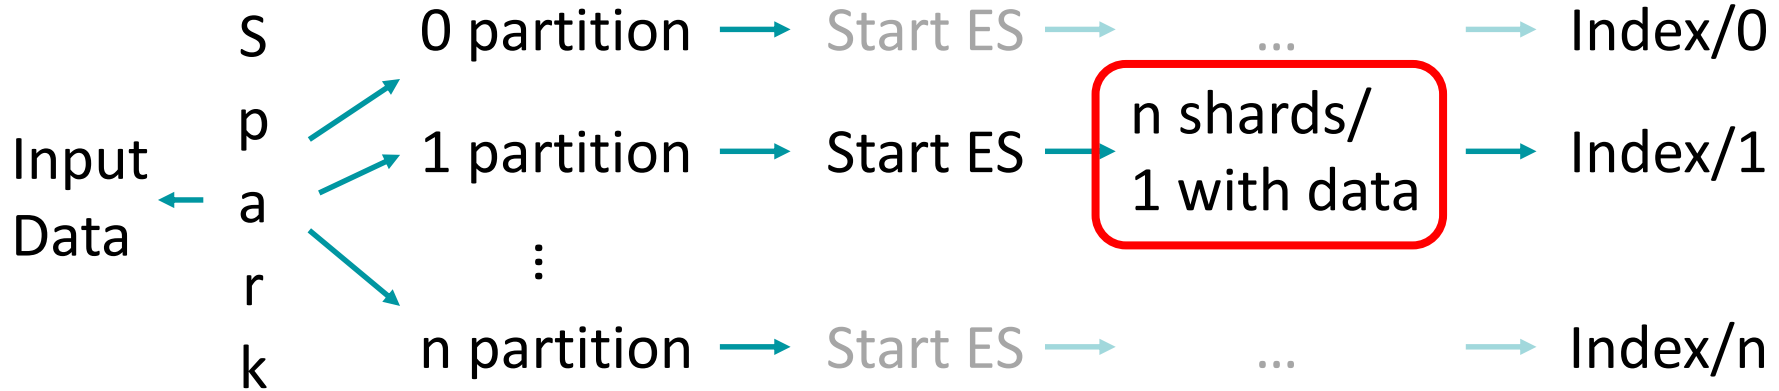 Input
Data
S
p
a
r
k
0 partition
Start ES
...
Index/0
1 partition
Start ES
n shards/
1 with data
Index/1
...
n partition
Start ES
...
Index/n